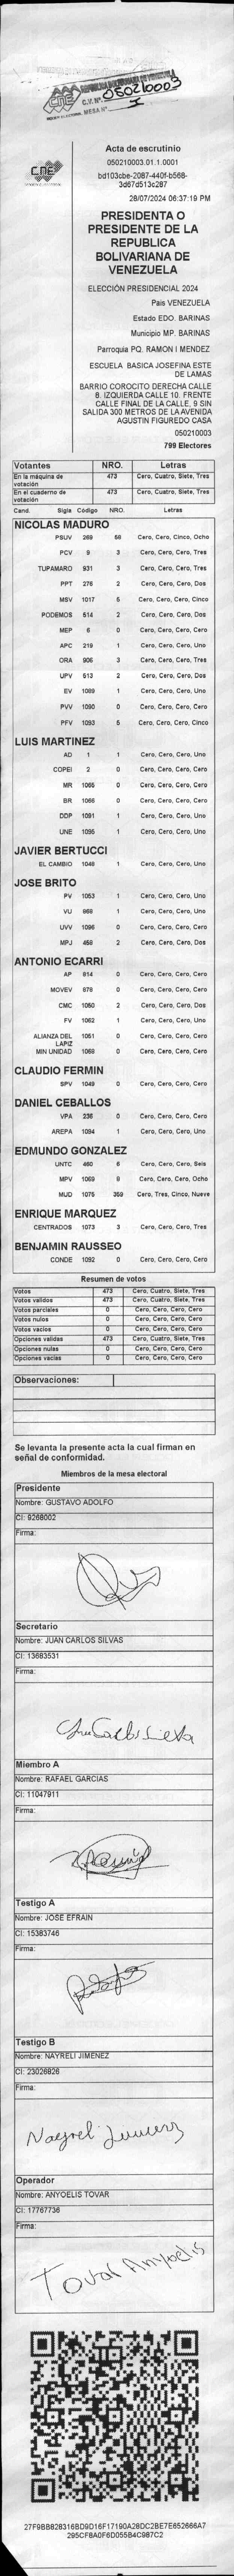 REPUBLICA BOLIVARIANA DE VENEZUELA
CNE
C.V. Nº 050210003
MESA Nº 1
CNE
Acta de escrutinio
050210003.01.1.0001
bd103cbe-2087-440f-b568-
3d67d513c287
28/07/2024 06:37:19 PM
PRESIDENTA O
PRESIDENTE DE LA
REPUBLICA
BOLIVARIANA DE
VENEZUELA
ELECCIÓN PRESIDENCIAL 2024
Pais VENEZUELA
Estado EDO. BARINAS
Municipio MP. BARINAS
Parroquia PQ. RAMON I MENDEZ
ESCUELA BASICA JOSEFINA ESTE
DE LAMAS
BARRIO COROCITO DERECHA CALLE
8. IZQUIERDA CALLE 10. FRENTE
CALLE FINAL DE LA CALLE, 9 SIN
SALIDA 300 METROS DE LA AVENIDA
AGUSTIN FIGUREDO CASA
050210003
799 Electores
Votantes NRO. Letras
En la máquina de votación 473 Cero, Cuatro, Siete, Tres
En el cuaderno de votación 473 Cero, Cuatro, Siete, Tres
Cand. Sigla Código NRO. Letras
NICOLAS MADURO
PSUV 269 58 Cero, Cero, Cinco, Ocho
PCV 9 3 Cero, Cero, Cero, Tres
TUPAMARO 931 3 Cero, Cero, Cero, Tres
PPT 276 2 Cero, Cero, Cero, Dos
MSV 1017 5 Cero, Cero, Cero, Cinco
PODEMOS 514 2 Cero, Cero, Cero, Dos
MEP 6 0 Cero, Cero, Cero, Cero
APC 219 1 Cero, Cero, Cero, Uno
ORA 906 3 Cero, Cero, Cero, Tres
UPV 513 2 Cero, Cero, Cero, Dos
EV 1089 1 Cero, Cero, Cero, Uno
PVV 1090 0 Cero, Cero, Cero, Cero
PFV 1093 5 Cero, Cero, Cero, Cinco
LUIS MARTINEZ
AD 1 1 Cero, Cero, Cero, Uno
COPEI 2 0 Cero, Cero, Cero, Cero
MR 1065 0 Cero, Cero, Cero, Cero
BR 1066 0 Cero, Cero, Cero, Cero
DDP 1091 1 Cero, Cero, Cero, Uno
UNE 1095 1 Cero, Cero, Cero, Uno
JAVIER BERTUCCI
EL CAMBIO 1048 1 Cero, Cero, Cero, Uno
JOSE BRITO
PV 1053 1 Cero, Cero, Cero, Uno
VU 868 1 Cero, Cero, Cero, Uno
UVV 1096 0 Cero, Cero, Cero, Cero
MPJ 458 2 Cero, Cero, Cero, Dos
ANTONIO ECARRI
AP 814 0 Cero, Cero, Cero, Cero
MOVEV 878 0 Cero, Cero, Cero, Cero
CMC 1050 2 Cero, Cero, Cero, Dos
FV 1062 1 Cero, Cero, Cero, Uno
ALIANZA DEL LAPIZ 1051 0 Cero, Cero, Cero, Cero
MIN UNIDAD 1068 0 Cero, Cero, Cero, Cero
CLAUDIO FERMIN
SPV 1049 0 Cero, Cero, Cero, Cero
DANIEL CEBALLOS
VPA 236 0 Cero, Cero, Cero, Cero
AREPA 1094 1 Cero, Cero, Cero, Uno
EDMUNDO GONZALEZ
UNTC 460 6 Cero, Cero, Cero, Seis
MPV 1069 8 Cero, Cero, Cero, Ocho
MUD 1075 359 Cero, Tres, Cinco, Nueve
ENRIQUE MARQUEZ
CENTRADOS 1073 3 Cero, Cero, Cero, Tres
BENJAMIN RAUSSEO
CONDE 1092 0 Cero, Cero, Cero, Cero
Resumen de votos
Votos 473 Cero, Cuatro, Siete, Tres
Votos validos 473 Cero, Cuatro, Siete, Tres
Votos parciales 0 Cero, Cero, Cero, Cero
Votos nulos 0 Cero, Cero, Cero, Cero
Votos vacios 0 Cero, Cero, Cero, Cero
Opciones validas 473 Cero, Cuatro, Siete, Tres
Opciones nulas 0 Cero, Cero, Cero, Cero
Opciones vacias 0 Cero, Cero, Cero, Cero
Observaciones:
Se levanta la presente acta la cual firman en
señal de conformidad.
Miembros de la mesa electoral
Presidente
Nombre: GUSTAVO ADOLFO
CI: 9268002
Firma:
Secretario
Nombre: JUAN CARLOS SILVAS
CI: 13683531
Firma:
Miembro A
Nombre: RAFAEL GARCIAS
CI: 11047911
Firma:
Testigo A
Nombre: JOSE EFRAIN
CI: 15383746
Firma:
Testigo B
Nombre: NAYRELI JIMENEZ
CI: 23026826
Firma:
Operador
Nombre: ANYOELIS TOVAR
CI: 17767736
Firma:
Tovar Anyoelis
27F9BB828316BD9D16F17190A28DC2BE7E652666A7
295CF8A0F6D055B4C987C2